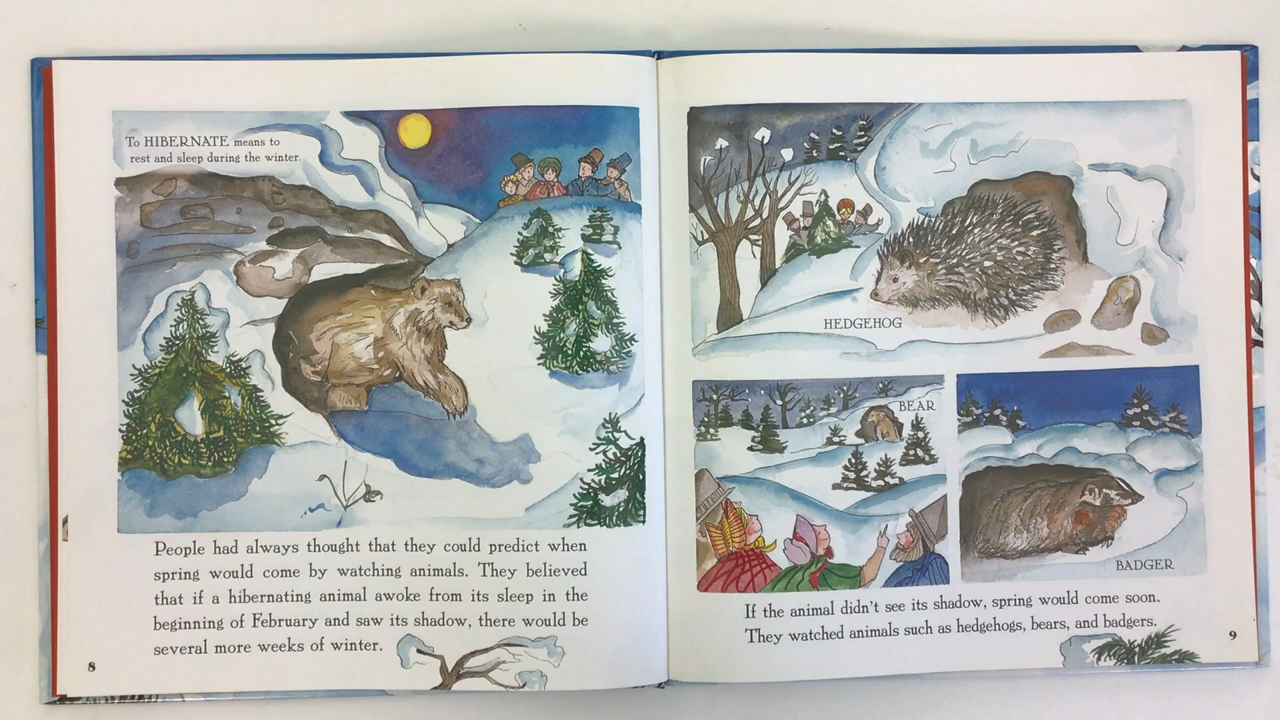 To HIBERNATE means to
rest and sleep during the winter.
People had always thought that they could predict when
spring would come by watching animals. They believed
that if a hibernating animal awoke from its sleep in the
beginning of February and saw its shadow, there would be
several more weeks of winter.
8
HEDGEHOG
BEAR
BADGER
If the animal didn't see its shadow, spring would come soon.
They watched animals such as hedgehogs, bears, and badgers.
9